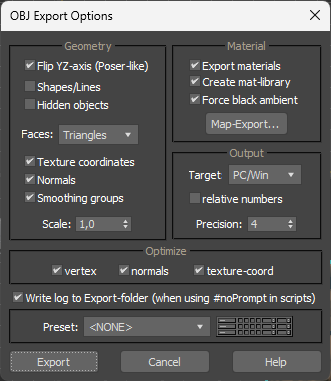 OBJ Export Options
Geometry
Flip YZ-axis (Poser-like)
Shapes/Lines
Hidden objects
Faces: Triangles
Texture coordinates
Normals
Smoothing groups
Scale: 1,0
Material
Export materials
Create mat-library
Force black ambient
Map-Export...
Output
Target PC/Win
relative numbers
Precision: 4
Optimize
vertex normals texture-coord
Write log to Export-folder (when using #noPrompt in scripts)
Preset: <NONE>
Export Cancel Help